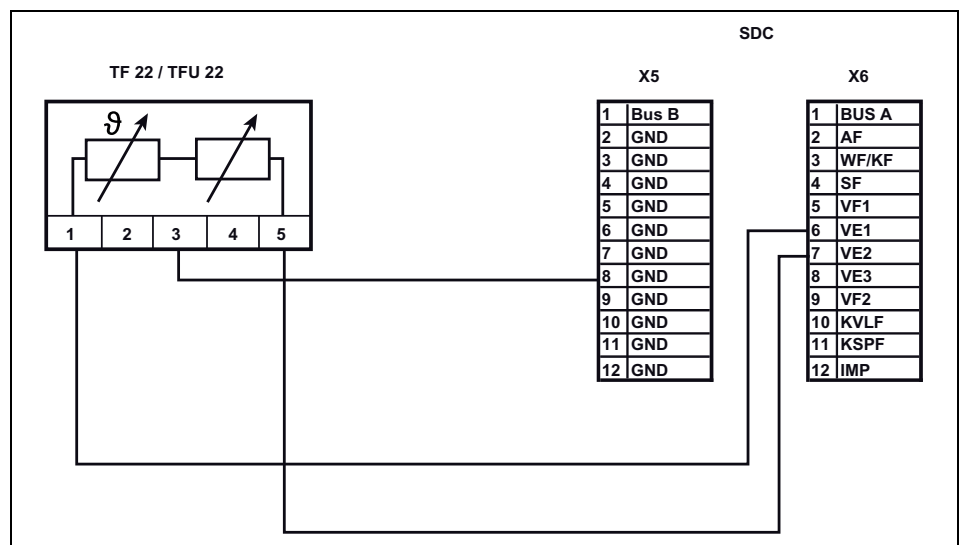 SDC
TF 22 / TFU 22
X5
X6
ϑ
1 2 3 4 5
1 Bus B
2 GND
3 GND
4 GND
5 GND
6 GND
7 GND
8 GND
9 GND
10 GND
11 GND
12 GND
1 BUS A
2 AF
3 WF/KF
4 SF
5 VF1
6 VE1
7 VE2
8 VE3
9 VF2
10 KVLF
11 KSPF
12 IMP